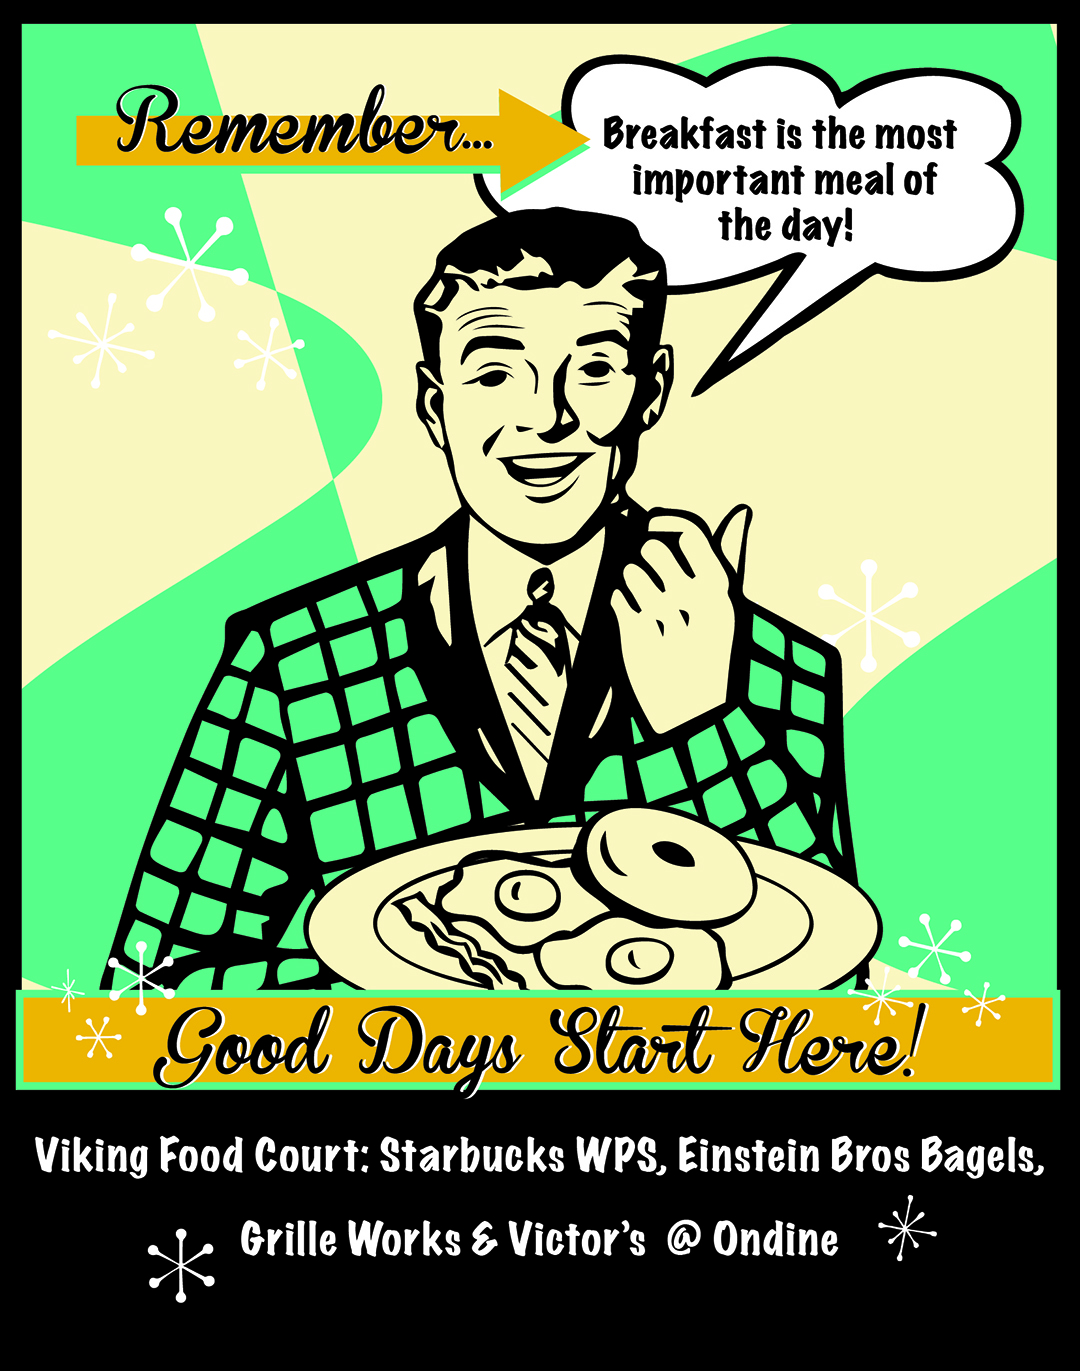 Remember...
Breakfast is the most
important meal of
the day!
Good Days Start Here!
Viking Food Court: Starbucks WPS, Einstein Bros Bagels,
Grille Works & Victor's @ Ondine